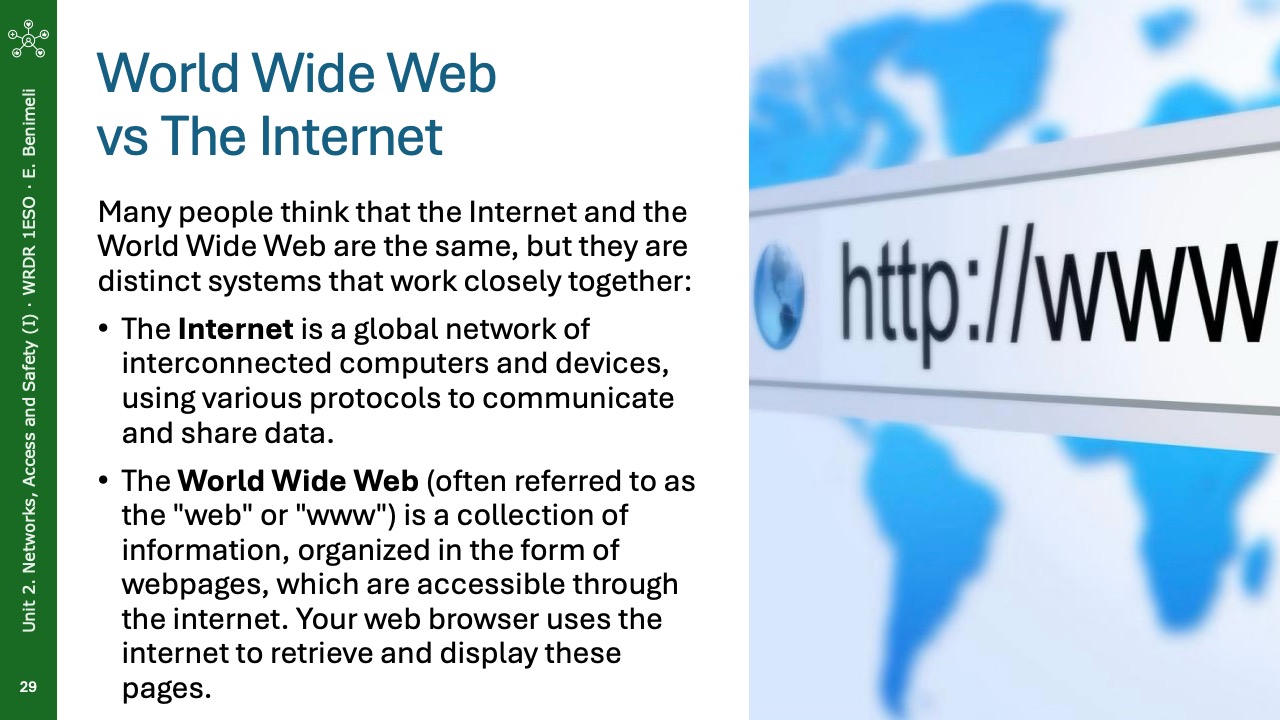 World Wide Web
vs The Internet
Many people think that the Internet and the
World Wide Web are the same, but they are
distinct systems that work closely together:
• The Internet is a global network of
interconnected computers and devices,
using various protocols to communicate
and share data.
• The World Wide Web (often referred to as
the "web" or "www") is a collection of
information, organized in the form of
webpages, which are accessible through
the internet. Your web browser uses the
internet to retrieve and display these
pages.
http://www
Unit 2. Networks, Access and Safety (I) · WRDR 1ESO · E. Benimeli
29